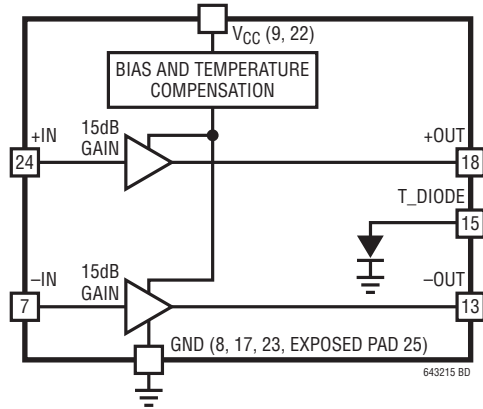 VCC (9, 22)
BIAS AND TEMPERATURE
COMPENSATION
+IN
15dB
GAIN
+OUT
24
18
T_DIODE
15
–IN
15dB
GAIN
–OUT
7
13
GND (8, 17, 23, EXPOSED PAD 25)
643215 BD